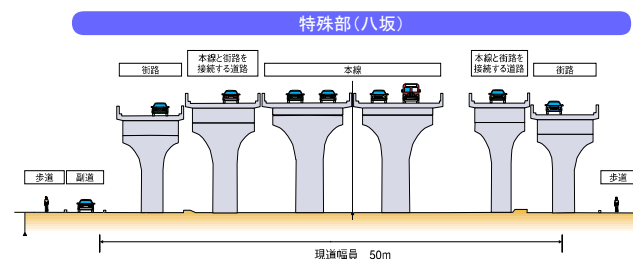 特殊部(八坂)
本線と街路を
接続する道路
本線と街路を
接続する道路
街路
本線
街路
歩道
副道
歩道
現道幅員 50m